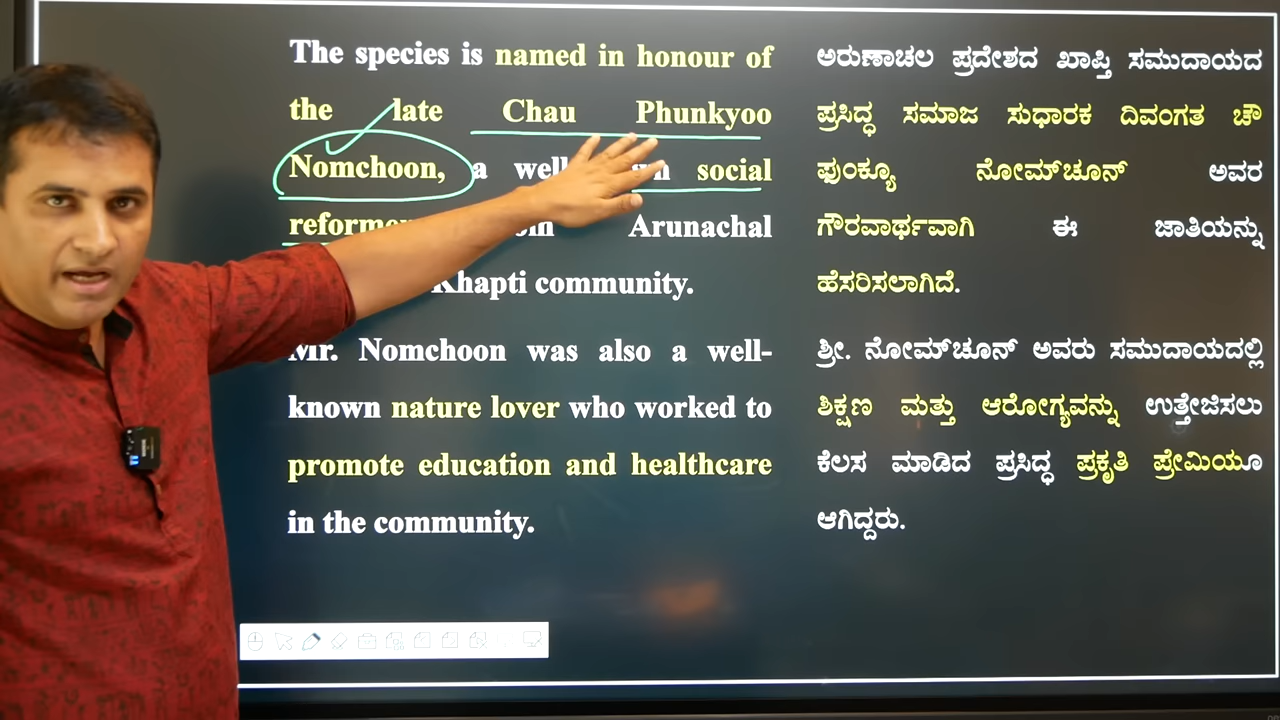 The species is named in honour of
the late Chau Phunkyoo
Nomchoon, a social
Arunachal
Khapti community.
Mr. Nomchoon was also a well-
known nature lover who worked to
promote education and healthcare
in the community.
ಅರುಣಾಚಲ ಪ್ರದೇಶದ ಖಾಪ್ತಿ ಸಮುದಾಯದ
ಪ್ರಸಿದ್ಧ ಸಮಾಜ ಸುಧಾರಕ ದಿವಂಗತ ಚೌ
ಫುಂಕ್ಯೂ ನೋಮ್‌ಚೂನ್ ಅವರ
ಗೌರವಾರ್ಥವಾಗಿ ಈ ಜಾತಿಯನ್ನು
ಹೆಸರಿಸಲಾಗಿದೆ.
ಶ್ರೀ. ನೋಮ್‌ಚೂನ್ ಅವರು ಸಮುದಾಯದಲ್ಲಿ
ಶಿಕ್ಷಣ ಮತ್ತು ಆರೋಗ್ಯವನ್ನು ಉತ್ತೇಜಿಸಲು
ಕೆಲಸ ಮಾಡಿದ ಪ್ರಸಿದ್ಧ ಪ್ರಕೃತಿ ಪ್ರೇಮಿಯೂ
ಆಗಿದ್ದರು.